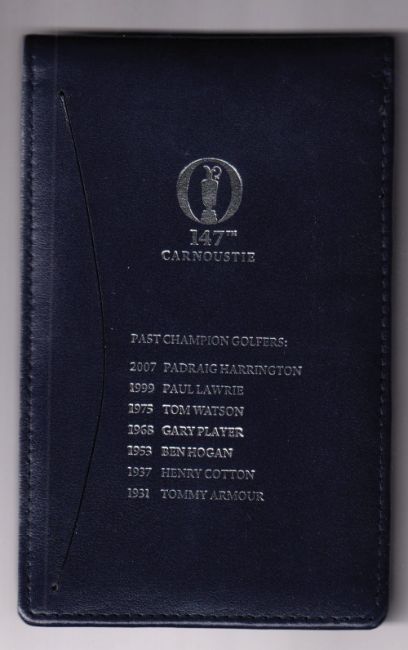 147TH
CARNOUSTIE
PAST CHAMPION GOLFERS:
2007 PADRAIG HARRINGTON
1999 PAUL LAWRIE
1975 TOM WATSON
1968 GARY PLAYER
1953 BEN HOGAN
1937 HENRY COTTON
1931 TOMMY ARMOUR